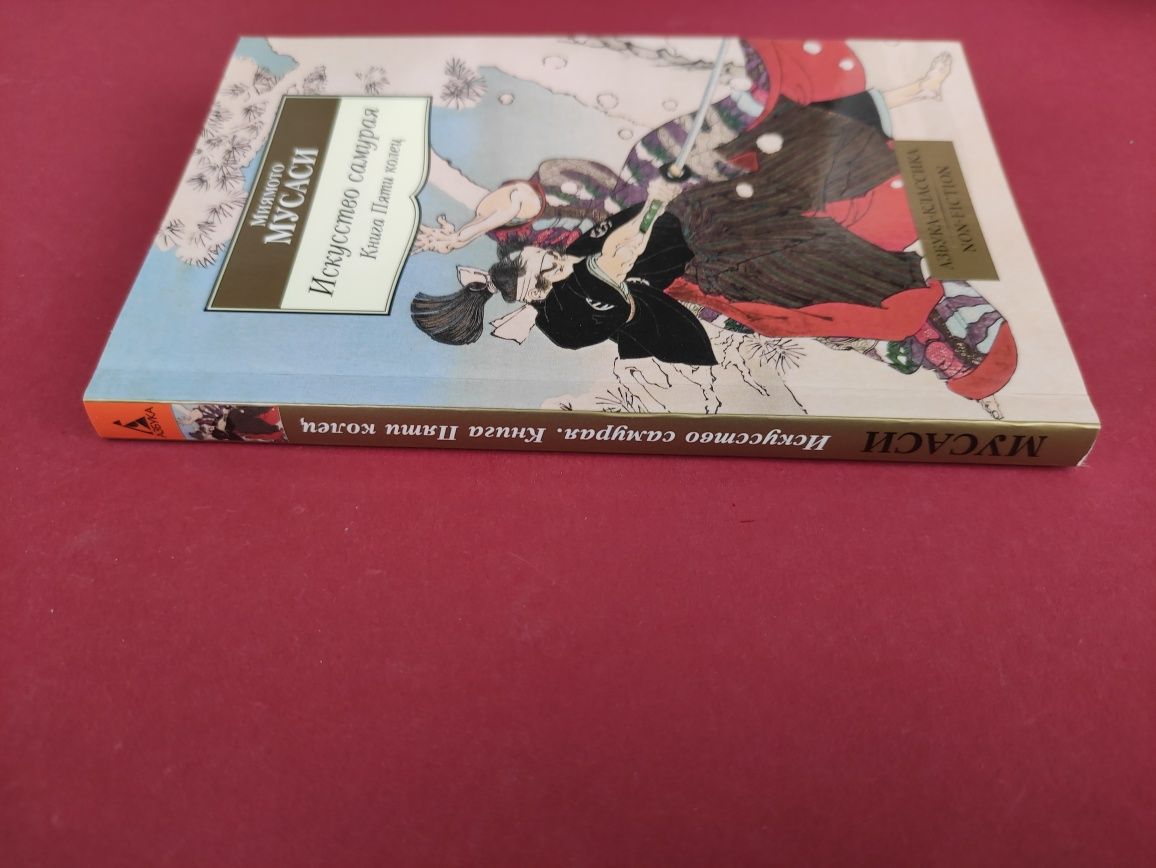 Миямото
МУСАСИ
Искусство самурая
Книга Пяти колец
АЗБУКА-КЛАССИКА
NON-FICTION
МУСАСИ
Искусство самурая. Книга Пяти колец
АЗБУКА